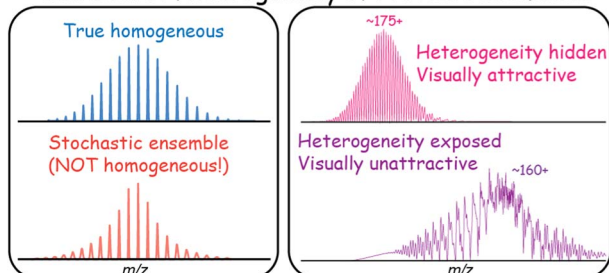 True homogeneous
Stochastic ensemble
(NOT homogeneous!)
m/z
~175+
Heterogeneity hidden
Visually attractive
Heterogeneity exposed
Visually unattractive
~160+
m/z